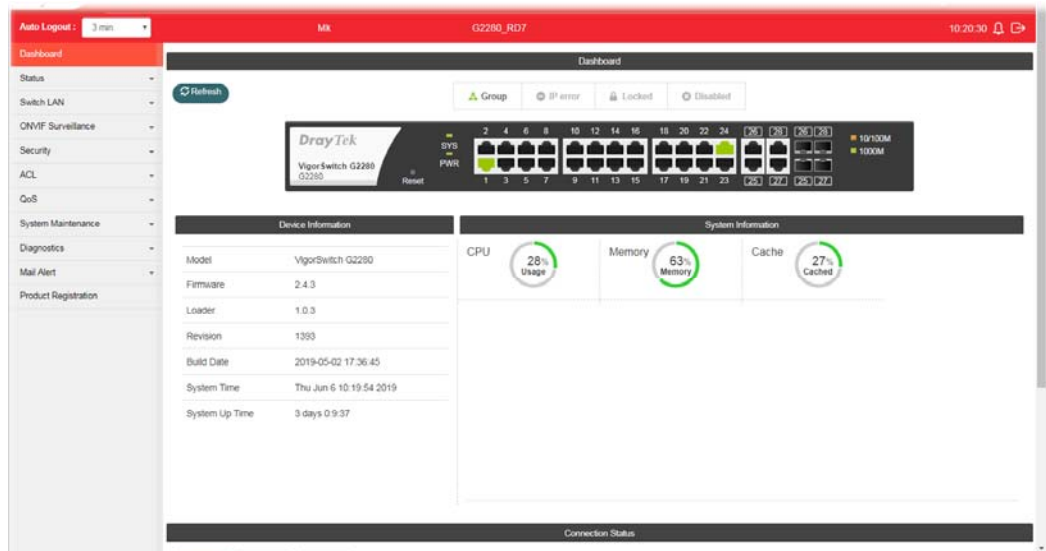 Auto Logout : 3 min Mk G2280_RD7 10:20:30
Dashboard
Status
Switch LAN
ONVIF Surveillance
Security
ACL
QoS
System Maintenance
Diagnostics
Mail Alert
Product Registration
Dashboard
Refresh
Group IP error Locked Disabled
DrayTek
VigorSwitch G2280
G2280
Reset
SYS
PWR
2 4 6 8 10 12 14 16 18 20 22 24 26 28 26 28
1 3 5 7 9 11 13 15 17 19 21 23 25 27 25 27
10/100M
1000M
Device Information
Model VigorSwitch G2280
Firmware 2.4.3
Loader 1.0.3
Revision 1393
Build Date 2019-05-02 17:36:45
System Time Thu Jun 6 10:19:54 2019
System Up Time 3 days 0:9:37
System Information
CPU 28% Usage
Memory 63% Memory
Cache 27% Cached
Connection Status